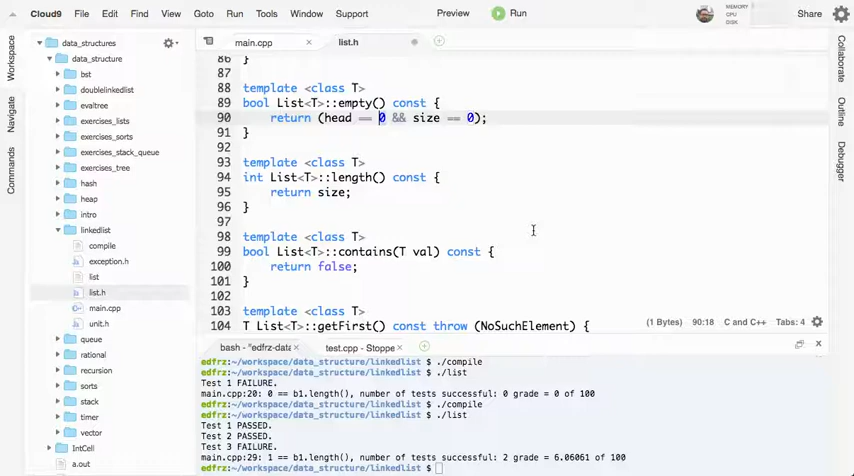 Cloud9 File Edit Find View Goto Run Tools Window Support Preview Run MEMORY CPU DISK Share
Workspace
Navigate
Commands
data_structures
data_structure
bst
doublelinkedlist
evaltree
exercises_lists
exercises_sorts
exercises_stack_queue
exercises_tree
hash
heap
intro
linkedlist
compile
exception.h
list
list.h
main.cpp
unit.h
queue
rational
recursion
sorts
stack
timer
vector
IntCell
a.out
main.cpp × list.h
86 }
87
88 template <class T>
89 bool List<T>::empty() const {
90 return (head == 0 && size == 0);
91 }
92
93 template <class T>
94 int List<T>::length() const {
95 return size;
96 }
97
98 template <class T>
99 bool List<T>::contains(T val) const {
100 return false;
101 }
102
103 template <class T>
104 T List<T>::getFirst() const throw (NoSuchElement) {
(1 Bytes) 90:18 C and C++ Tabs: 4
bash - "edfrz-data × test.cpp - Stoppe ×
edfrz:~/workspace/data_structure/linkedlist $ ./compile
edfrz:~/workspace/data_structure/linkedlist $ ./list
Test 1 FAILURE.
main.cpp:20: 0 == b1.length(), number of tests successful: 0 grade = 0 of 100
edfrz:~/workspace/data_structure/linkedlist $ ./compile
edfrz:~/workspace/data_structure/linkedlist $ ./list
Test 1 PASSED.
Test 2 PASSED.
Test 3 FAILURE.
main.cpp:29: 1 == b1.length(), number of tests successful: 2 grade = 6.06061 of 100
edfrz:~/workspace/data_structure/linkedlist $
Collaborate
Outline
Debugger